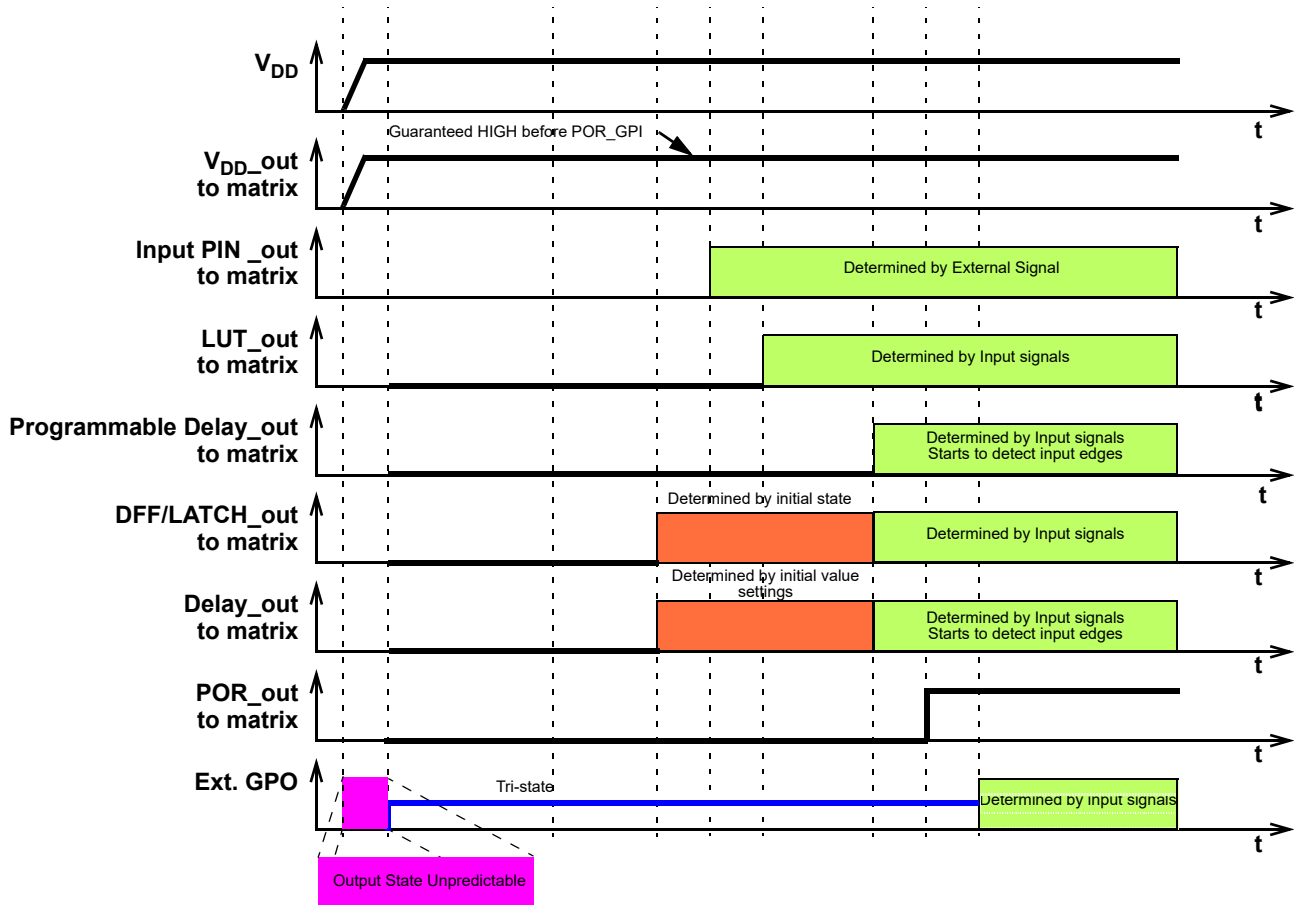 VDD
t
Guaranteed HIGH before POR_GPI
VDD_out
to matrix
t
Input PIN _out
to matrix
Determined by External Signal
t
LUT_out
to matrix
Determined by Input signals
t
Programmable Delay_out
to matrix
Determined by Input signals
Starts to detect input edges
t
Determined by initial state
DFF/LATCH_out
to matrix
Determined by Input signals
t
Determined by initial value
settings
Delay_out
to matrix
Determined by Input signals
Starts to detect input edges
t
POR_out
to matrix
t
Ext. GPO
Tri-state
Determined by input signals
t
Output State Unpredictable